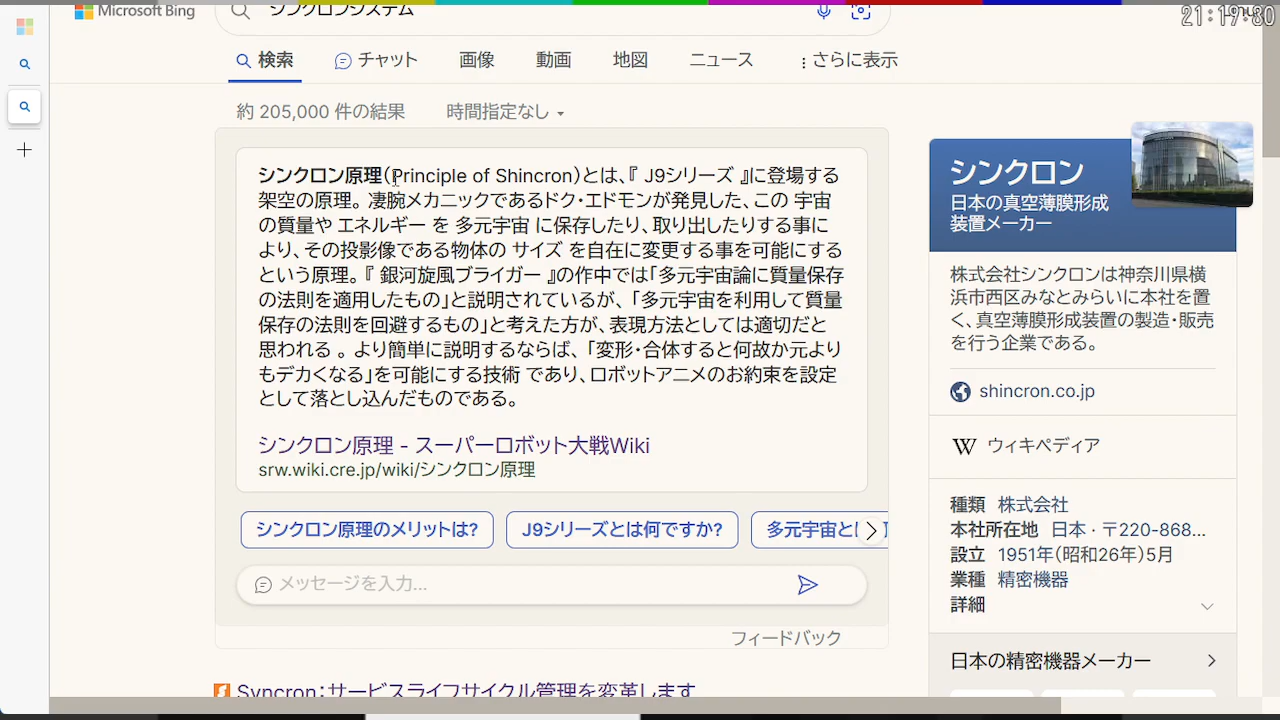 Microsoft Bing
シンクロンシステム
21:17:30
検索 チャット 画像 動画 地図 ニュース さらに表示
約 205,000 件の結果 時間指定なし
シンクロン原理(Principle of Shincron)とは、『 J9シリーズ 』に登場する
架空の原理。 凄腕メカニックであるドク・エドモンが発見した、この 宇宙
の質量や エネルギー を 多元宇宙 に保存したり、取り出したりする事に
より、その投影像である物体の サイズ を自在に変更する事を可能にする
という原理。 『 銀河旋風ブライガー 』の作中では「多元宇宙論に質量保存
の法則を適用したもの」と説明されているが、 「多元宇宙を利用して質量
保存の法則を回避するもの」と考えた方が、表現方法としては適切だと
思われる 。 より簡単に説明するならば、 「変形・合体すると何故か元より
もデカくなる」を可能にする技術 であり、ロボットアニメのお約束を設定
として落とし込んだものである。
シンクロン原理 - スーパーロボット大戦Wiki
srw.wiki.cre.jp/wiki/シンクロン原理
シンクロン原理のメリットは? J9シリーズとは何ですか? 多元宇宙とは
メッセージを入力...
フィードバック
Syncron:サービスライフサイクル管理を変革します
シンクロン
日本の真空薄膜形成
装置メーカー
株式会社シンクロンは神奈川県横
浜市西区みなとみらいに本社を置
く、真空薄膜形成装置の製造・販売
を行う企業である。
shincron.co.jp
W ウィキペディア
種類 株式会社
本社所在地 日本 · 〒220-868...
設立 1951年(昭和26年)5月
業種 精密機器
詳細
日本の精密機器メーカー